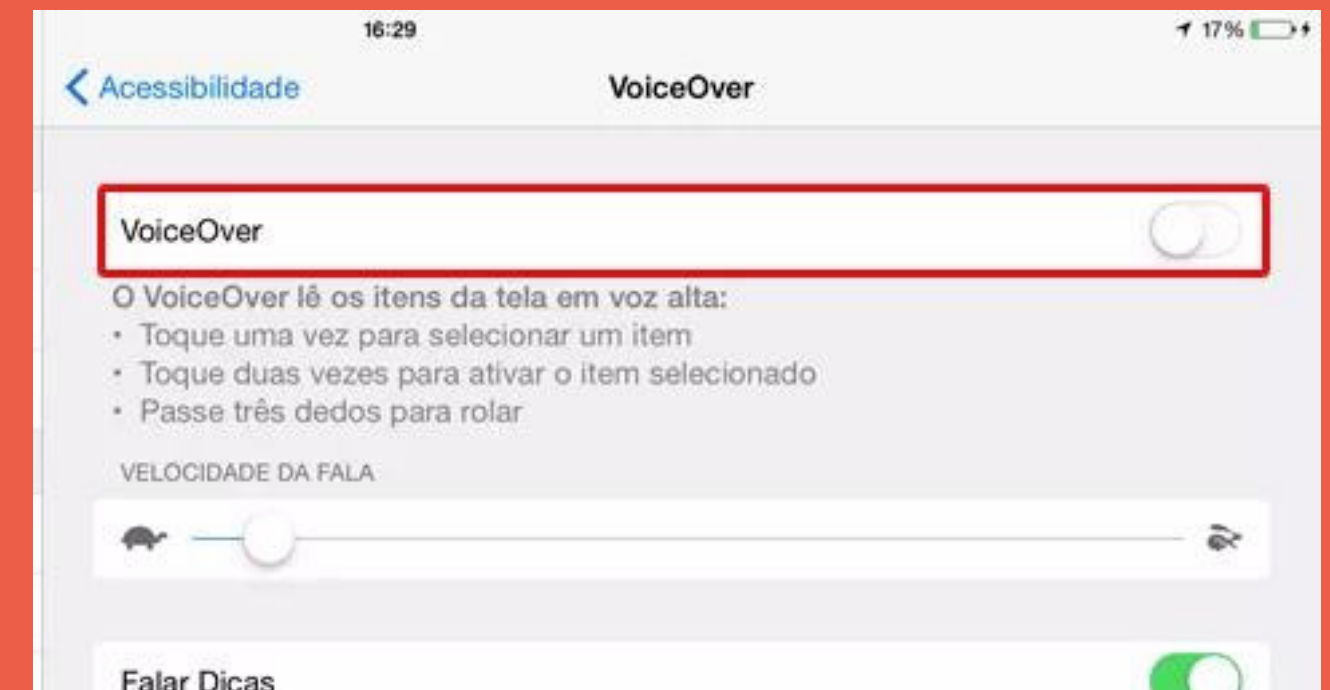 16:29
17%
Acessibilidade
VoiceOver
VoiceOver
O VoiceOver lê os itens da tela em voz alta:
• Toque uma vez para selecionar um item
• Toque duas vezes para ativar o item selecionado
• Passe três dedos para rolar
VELOCIDADE DA FALA
Falar Dicas